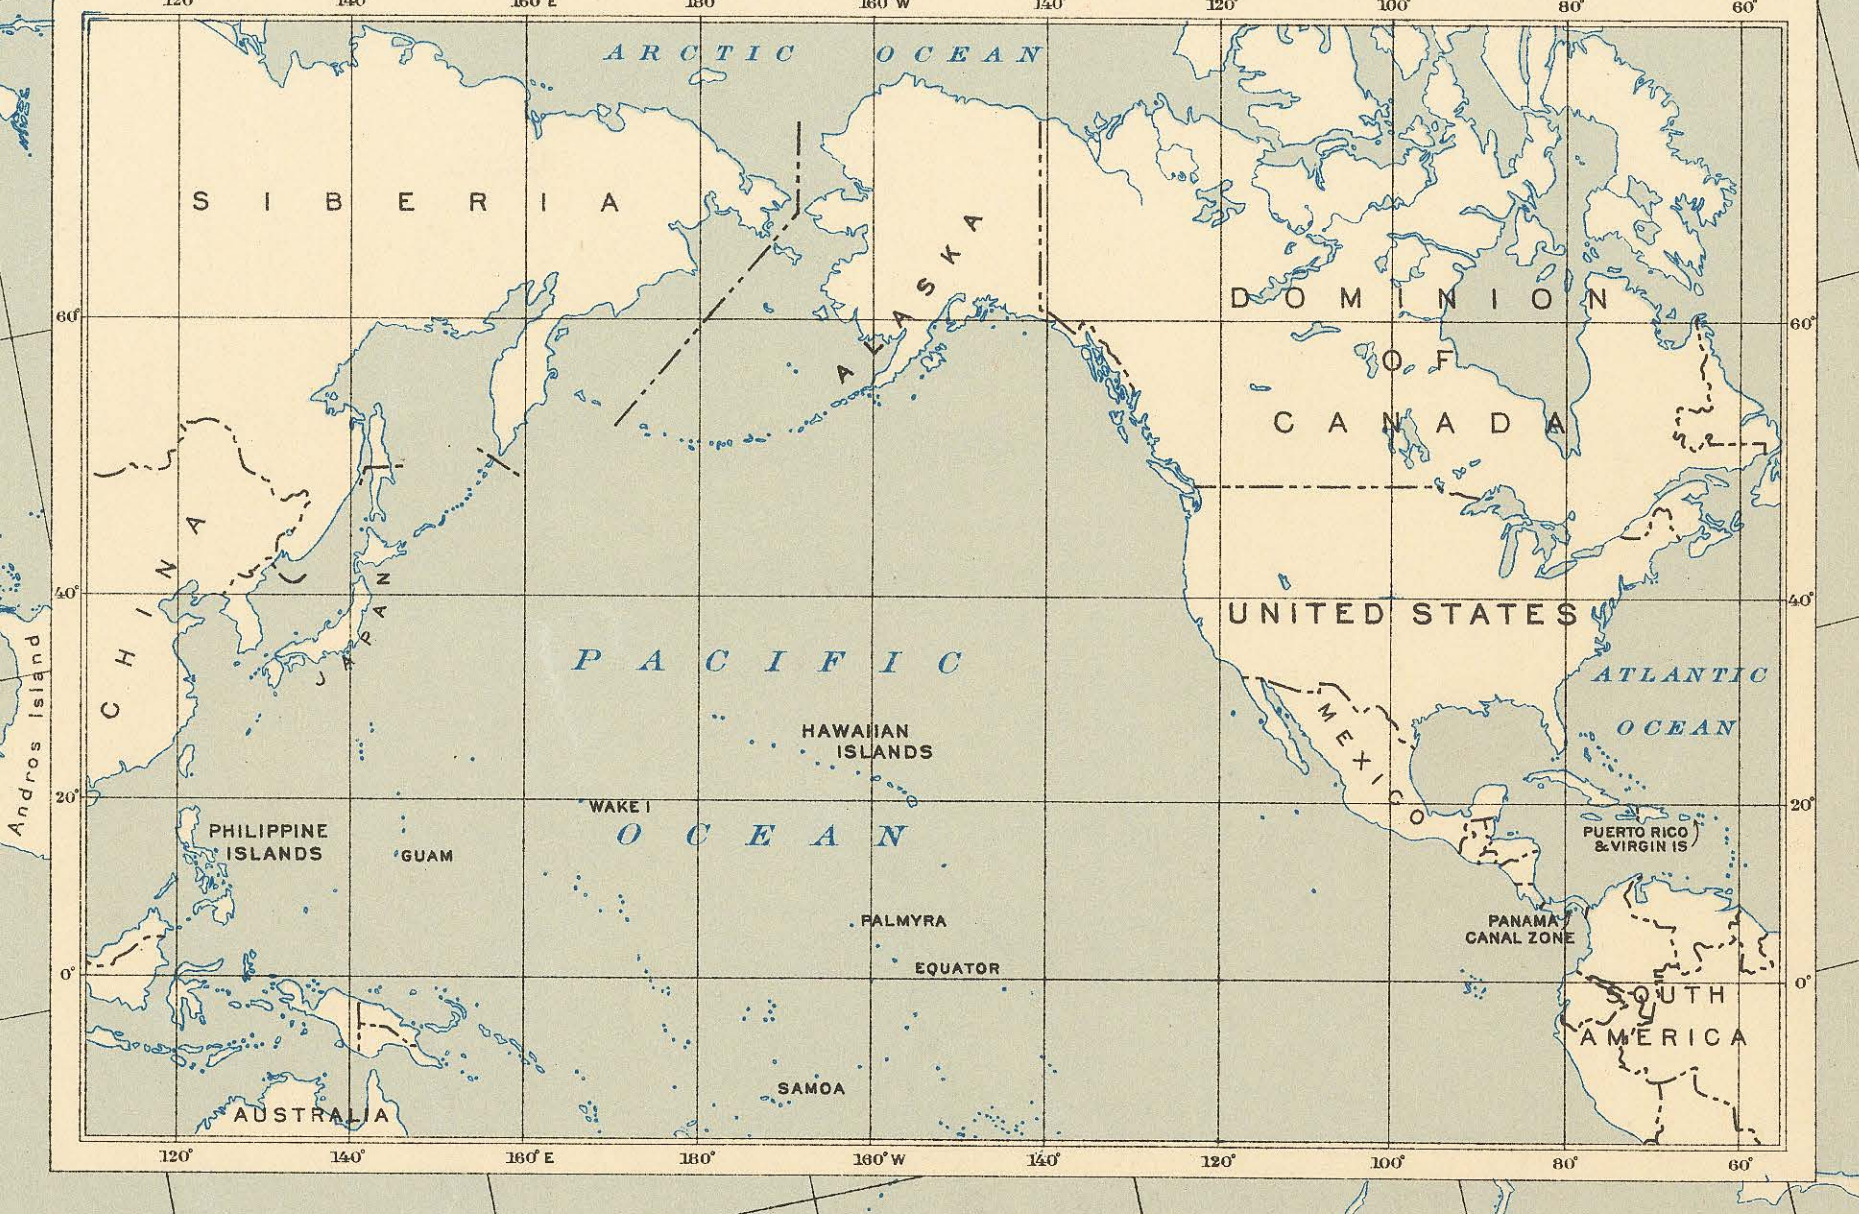 120°
140°
160° E
180°
160° W
140°
120°
100°
80°
60°
ARCTIC OCEAN
SIBERIA
ALASKA
DOMINION
OF
CANADA
60°
60°
CHINA
JAPAN
40°
40°
UNITED STATES
PACIFIC
ATLANTIC
OCEAN
HAWAIIAN
ISLANDS
MEXICO
Andros Island
20°
20°
WAKE I
OCEAN
PHILIPPINE
ISLANDS
GUAM
PUERTO RICO
& VIRGIN IS
PALMYRA
PANAMA
CANAL ZONE
EQUATOR
0°
0°
SOUTH
AMERICA
SAMOA
AUSTRALIA
120°
140°
160° E
180°
160° W
140°
120°
100°
80°
60°